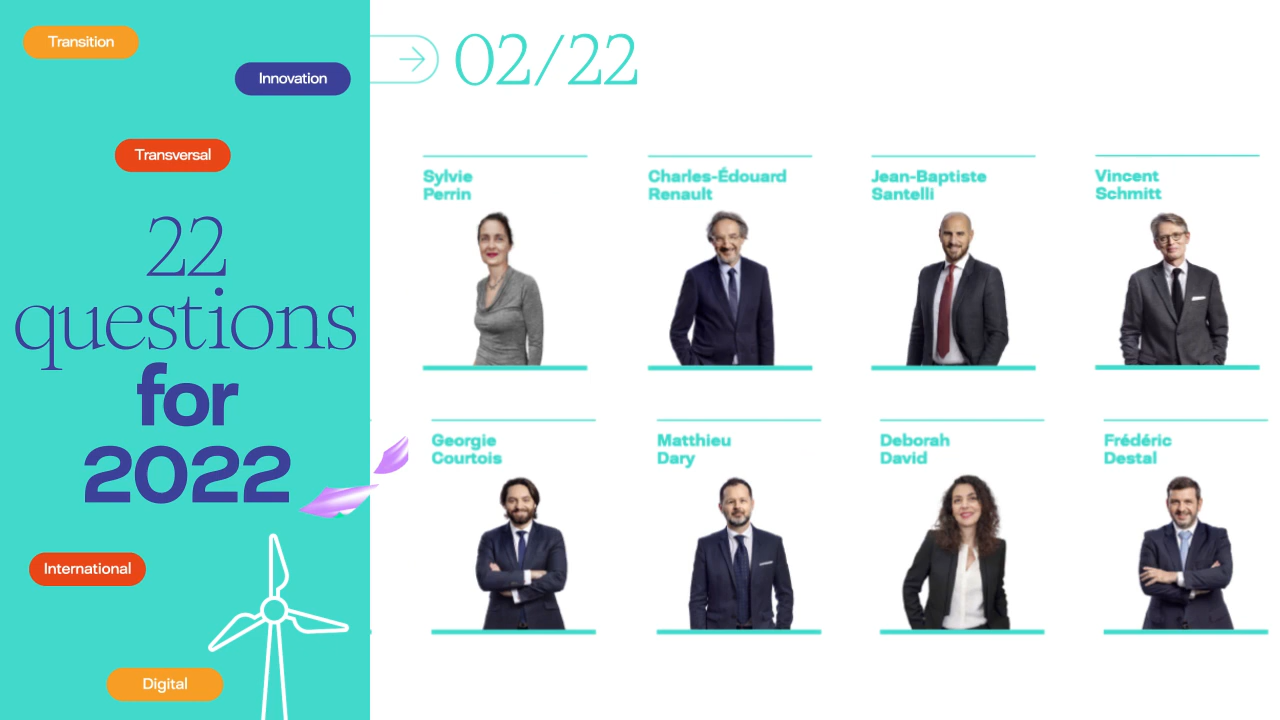 Transition
Innovation
Transversal
22
questions
for
2022
International
Digital
02/22
Sylvie
Perrin
Charles-Édouard
Renault
Jean-Baptiste
Santelli
Vincent
Schmitt
Georgie
Courtois
Matthieu
Dary
Deborah
David
Frédéric
Destal